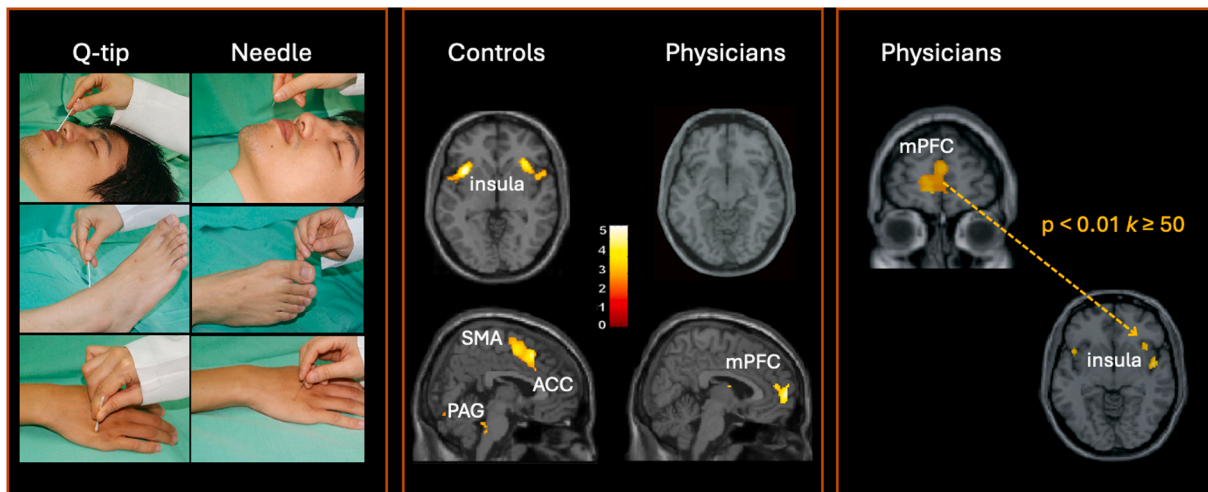 Q-tip
Needle
Controls
Physicians
insula
5
4
3
2
1
0
SMA
ACC
PAG
mPFC
Physicians
mPFC
p < 0.01 k ≥ 50
insula